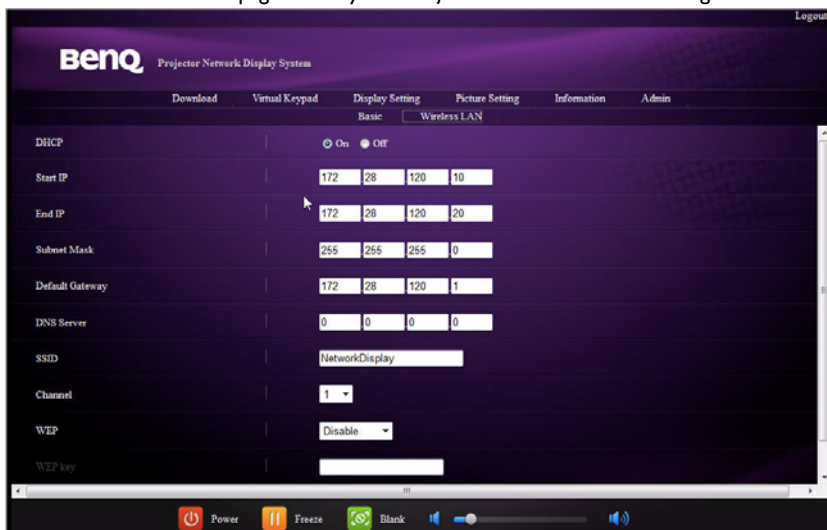 Logout
BenQ Projector Network Display System
Download Virtual Keypad Display Setting Picture Setting Information Admin
Basic Wireless LAN
DHCP On Off
Start IP 172 .28 .120 .10
End IP 172 .28 .120 .20
Subnet Mask 255 .255 .255 .0
Default Gateway 172 .28 .120 .1
DNS Server 0 .0 .0 .0
SSID NetworkDisplay
Channel 1
WEP Disable
WEP key
Power Freeze Blank